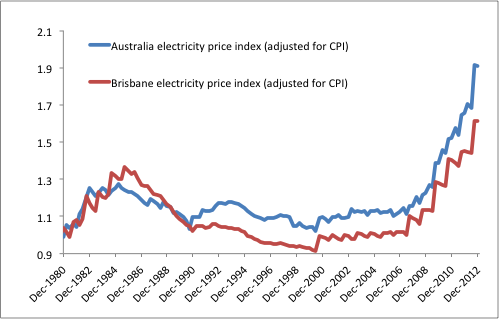 2.1
1.9
1.7
1.5
1.3
1.1
0.9
Australia electricity price index (adjusted for CPI)
Brisbane electricity price index (adjusted for CPI)
Dec-1980
Dec-1982
Dec-1984
Dec-1986
Dec-1988
Dec-1990
Dec-1992
Dec-1994
Dec-1996
Dec-1998
Dec-2000
Dec-2002
Dec-2004
Dec-2006
Dec-2008
Dec-2010
Dec-2012